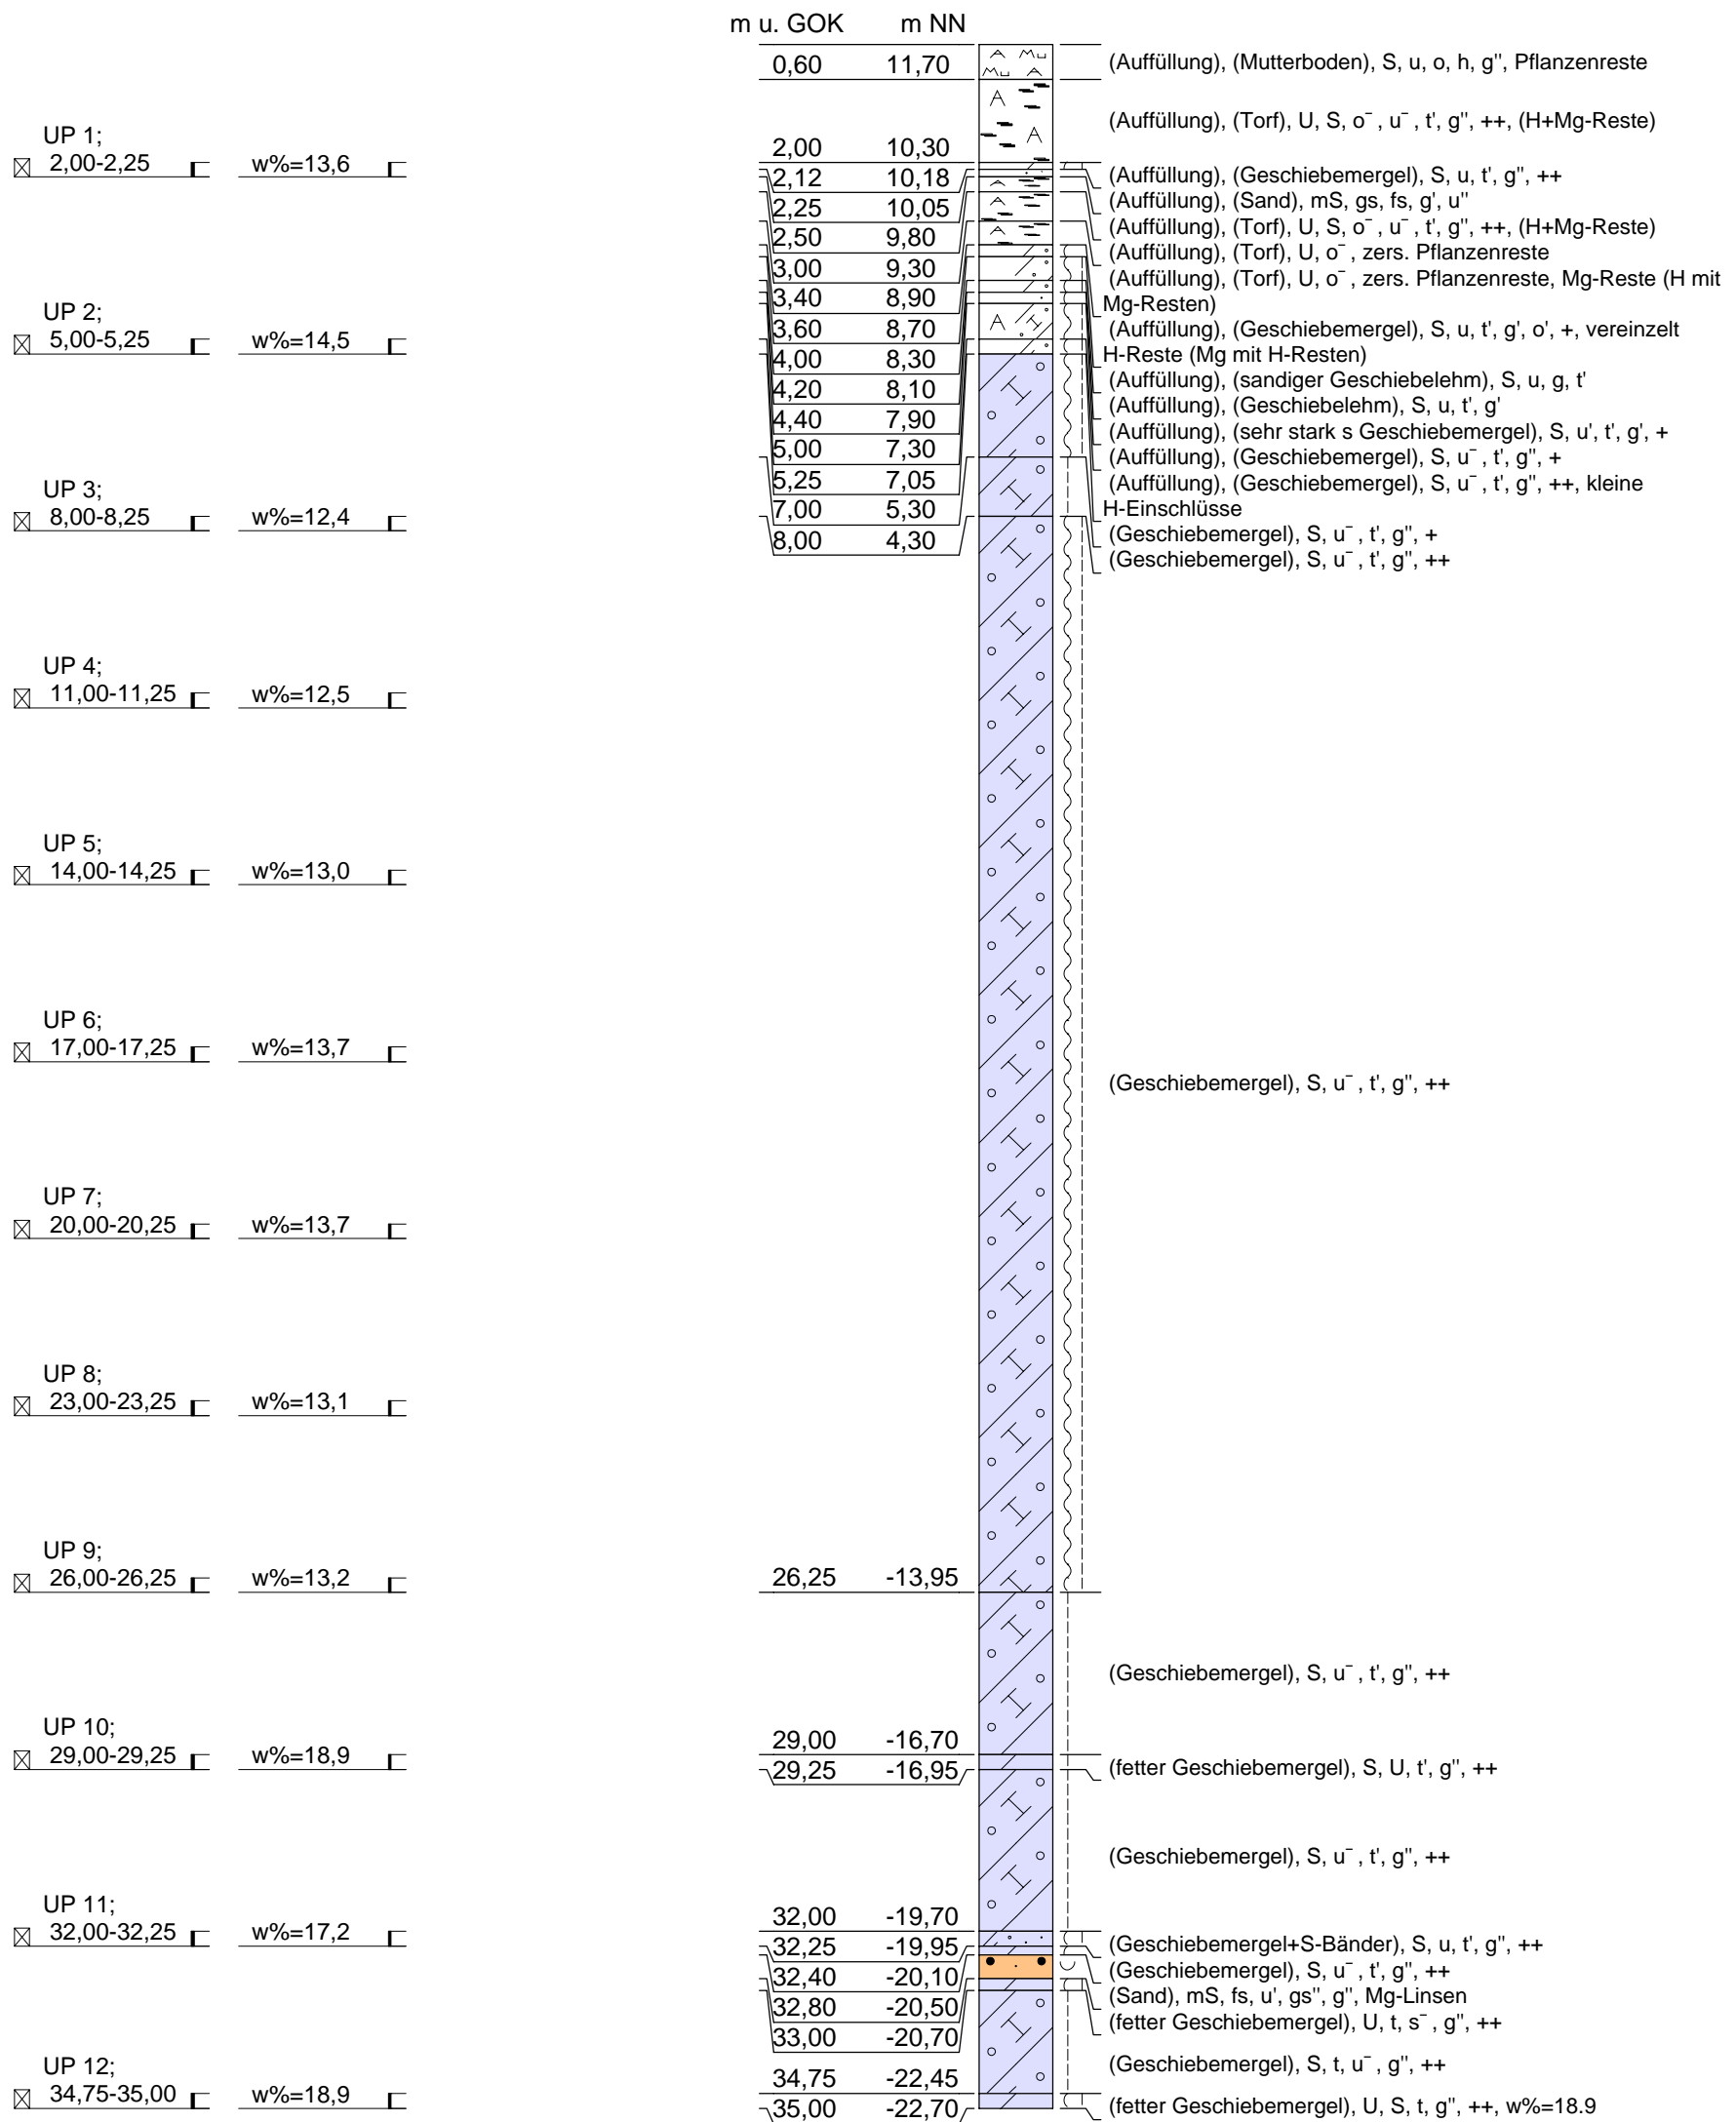 m u. GOK m NN
0,60 11,70
2,00 10,30
2,12 10,18
2,25 10,05
2,50 9,80
3,00 9,30
3,40 8,90
3,60 8,70
4,00 8,30
4,20 8,10
4,40 7,90
5,00 7,30
5,25 7,05
7,00 5,30
8,00 4,30
26,25 -13,95
29,00 -16,70
29,25 -16,95
32,00 -19,70
32,25 -19,95
32,40 -20,10
32,80 -20,50
33,00 -20,70
34,75 -22,45
35,00 -22,70
UP 1;
2,00-2,25 w%=13,6
UP 2;
5,00-5,25 w%=14,5
UP 3;
8,00-8,25 w%=12,4
UP 4;
11,00-11,25 w%=12,5
UP 5;
14,00-14,25 w%=13,0
UP 6;
17,00-17,25 w%=13,7
UP 7;
20,00-20,25 w%=13,7
UP 8;
23,00-23,25 w%=13,1
UP 9;
26,00-26,25 w%=13,2
UP 10;
29,00-29,25 w%=18,9
UP 11;
32,00-32,25 w%=17,2
UP 12;
34,75-35,00 w%=18,9
A Mu
Mu A
A
A
A
A
A
A
(Auffüllung), (Mutterboden), S, u, o, h, g'', Pflanzenreste
(Auffüllung), (Torf), U, S, o¯, u¯, t', g'', ++, (H+Mg-Reste)
(Auffüllung), (Geschiebemergel), S, u, t', g'', ++
(Auffüllung), (Sand), mS, gs, fs, g', u''
(Auffüllung), (Torf), U, S, o¯, u¯, t', g'', ++, (H+Mg-Reste)
(Auffüllung), (Torf), U, o¯, zers. Pflanzenreste
(Auffüllung), (Torf), U, o¯, zers. Pflanzenreste, Mg-Reste (H mit
Mg-Resten)
(Auffüllung), (Geschiebemergel), S, u, t', g', o', +, vereinzelt
H-Reste (Mg mit H-Resten)
(Auffüllung), (sandiger Geschiebelehm), S, u, g, t'
(Auffüllung), (Geschiebelehm), S, u, t', g'
(Auffüllung), (sehr stark s Geschiebemergel), S, u', t', g', +
(Auffüllung), (Geschiebemergel), S, u¯, t', g'', +
(Auffüllung), (Geschiebemergel), S, u¯, t', g'', ++, kleine
H-Einschlüsse
(Geschiebemergel), S, u¯, t', g'', +
(Geschiebemergel), S, u¯, t', g'', ++
(Geschiebemergel), S, u¯, t', g'', ++
(Geschiebemergel), S, u¯, t', g'', ++
(fetter Geschiebemergel), S, U, t', g'', ++
(Geschiebemergel), S, u¯, t', g'', ++
(Geschiebemergel+S-Bänder), S, u, t', g'', ++
(Geschiebemergel), S, u¯, t', g'', ++
(Sand), mS, fs, u', gs'', g'', Mg-Linsen
(fetter Geschiebemergel), U, t, s¯, g'', ++
(Geschiebemergel), S, t, u¯, g'', ++
(fetter Geschiebemergel), U, S, t, g'', ++, w%=18.9